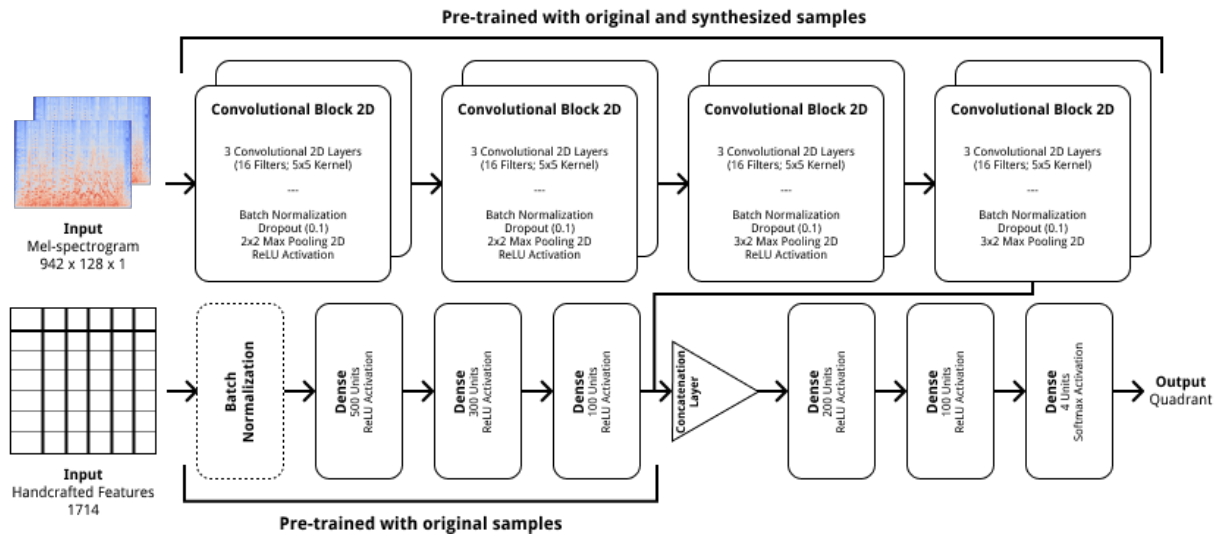 Pre-trained with original and synthesized samples
Input
Mel-spectrogram
942 x 128 x 1
Convolutional Block 2D
3 Convolutional 2D Layers
(16 Filters; 5x5 Kernel)
---
Batch Normalization
Dropout (0.1)
2x2 Max Pooling 2D
ReLU Activation
Convolutional Block 2D
3 Convolutional 2D Layers
(16 Filters; 5x5 Kernel)
---
Batch Normalization
Dropout (0.1)
2x2 Max Pooling 2D
ReLU Activation
Convolutional Block 2D
3 Convolutional 2D Layers
(16 Filters; 5x5 Kernel)
---
Batch Normalization
Dropout (0.1)
3x2 Max Pooling 2D
ReLU Activation
Convolutional Block 2D
3 Convolutional 2D Layers
(16 Filters; 5x5 Kernel)
---
Batch Normalization
Dropout (0.1)
3x2 Max Pooling 2D
Input
Handcrafted Features
1714
Batch
Normalization
Dense
500 Units
ReLU Activation
Dense
300 Units
ReLU Activation
Dense
100 Units
ReLU Activation
Concatenation
Layer
Dense
200 Units
ReLU Activation
Dense
100 Units
ReLU Activation
Dense
4 Units
Softmax Activation
Output
Quadrant
Pre-trained with original samples